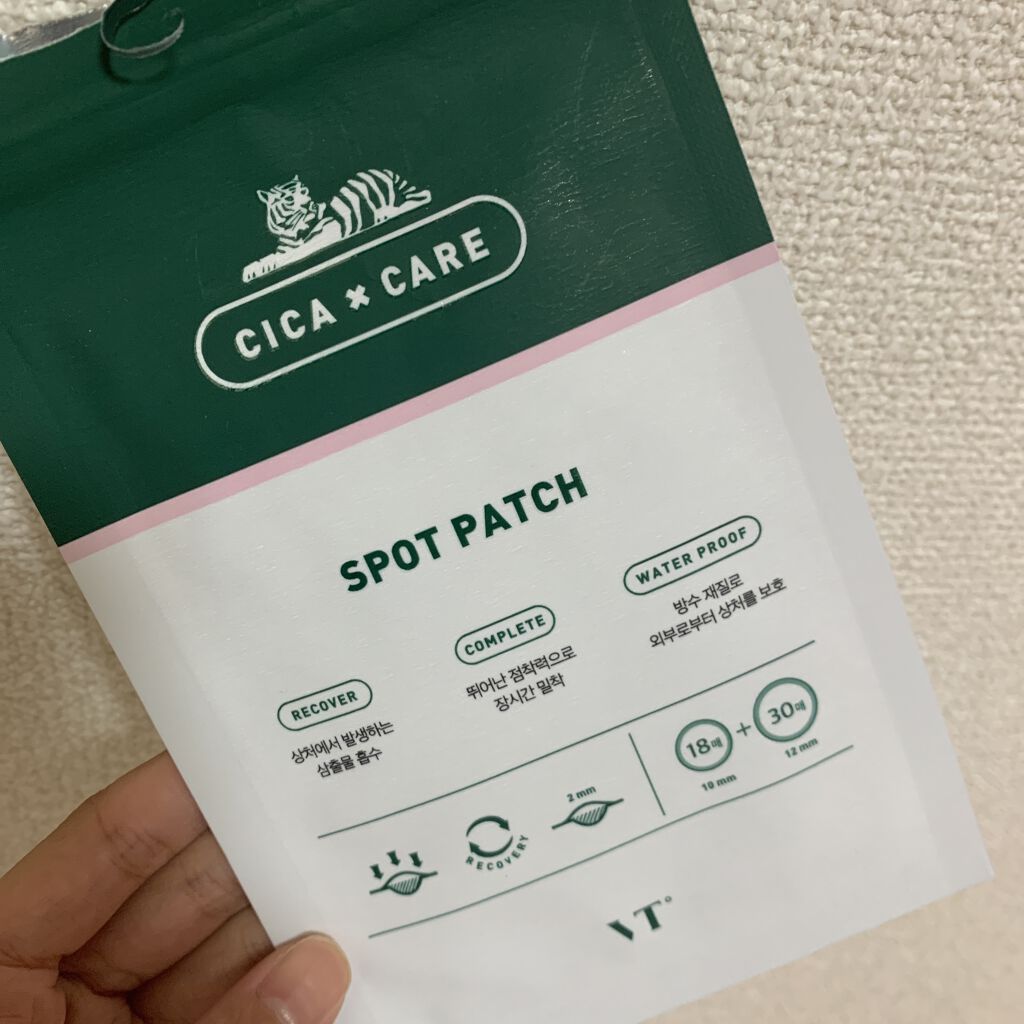 CICA × CARE
SPOT PATCH
RECOVER
상처에서 발생하는
삼출물 흡수
COMPLETE
뛰어난 점착력으로
장시간 밀착
WATER PROOF
방수 재질로
외부로부터 상처를 보호
RECOVERY
2 mm
18매 + 30매
10 mm
12 mm
VT°